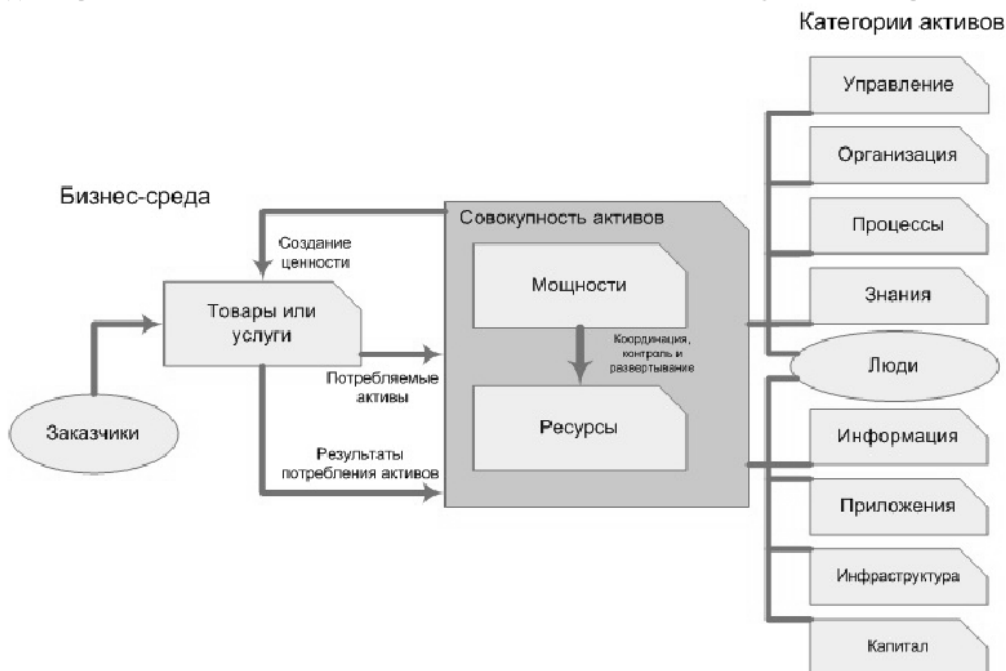 Категории активов
Управление
Организация
Процессы
Знания
Люди
Информация
Приложения
Инфраструктура
Капитал
Бизнес-среда
Совокупность активов
Создание
ценности
Мощности
Товары или
услуги
Координация,
контроль и
развертывание
Потребляемые
активы
Заказчики
Ресурсы
Результаты
потребления активов